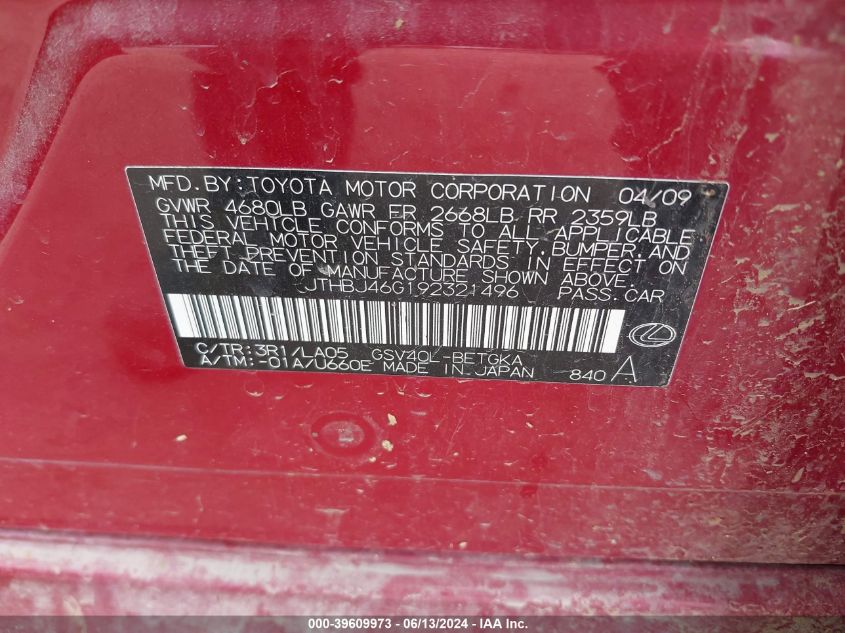 MFD. BY: TOYOTA MOTOR CORPORATION 04/09
GVWR 4680LB GAWR FR 2668LB RR 2359LB
THIS VEHICLE CONFORMS TO ALL APPLICABLE
FEDERAL MOTOR VEHICLE SAFETY, BUMPER, AND
THEFT PREVENTION STANDARDS IN EFFECT ON
THE DATE OF MANUFACTURE SHOWN ABOVE.
JTHBJ46G192321496 PASS. CAR
C/TR:3R1/LA05 GSV40L-BETGKA
A/TM:-01A/U660E MADE IN JAPAN 840 A
000-39609973 - 06/13/2024 - IAA Inc.